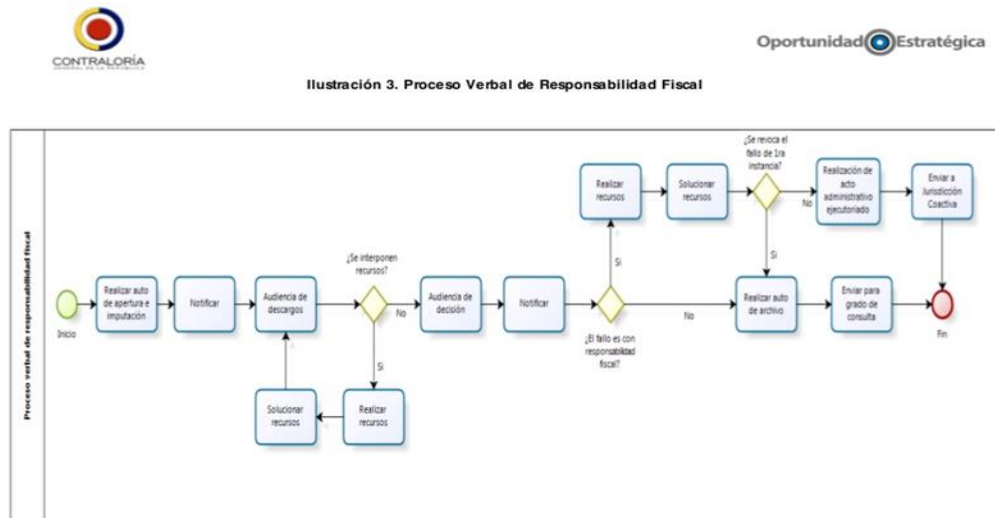 CONTRALORÍA
GENERAL DE LA REPÚBLICA
Oportunidad Estratégica
Ilustración 3. Proceso Verbal de Responsabilidad Fiscal
Proceso verbal de responsabilidad fiscal
Inicio
Realizar auto
de apertura e
imputación
Notificar
Audiencia de
descargos
¿Se interponen
recursos?
No
Si
Realizar
recursos
Solucionar
recursos
Audiencia de
decisión
Notificar
¿El fallo es con
responsabilidad
fiscal?
Si
No
Realizar
recursos
Solucionar
recursos
¿Se revoca el
fallo de 1ra
instancia?
No
Si
Realización de
acto
administrativo
ejecutoriado
Enviar a
Jurisdicción
Coactiva
Realizar auto
de archivo
Enviar para
grado de
consulta
Fin